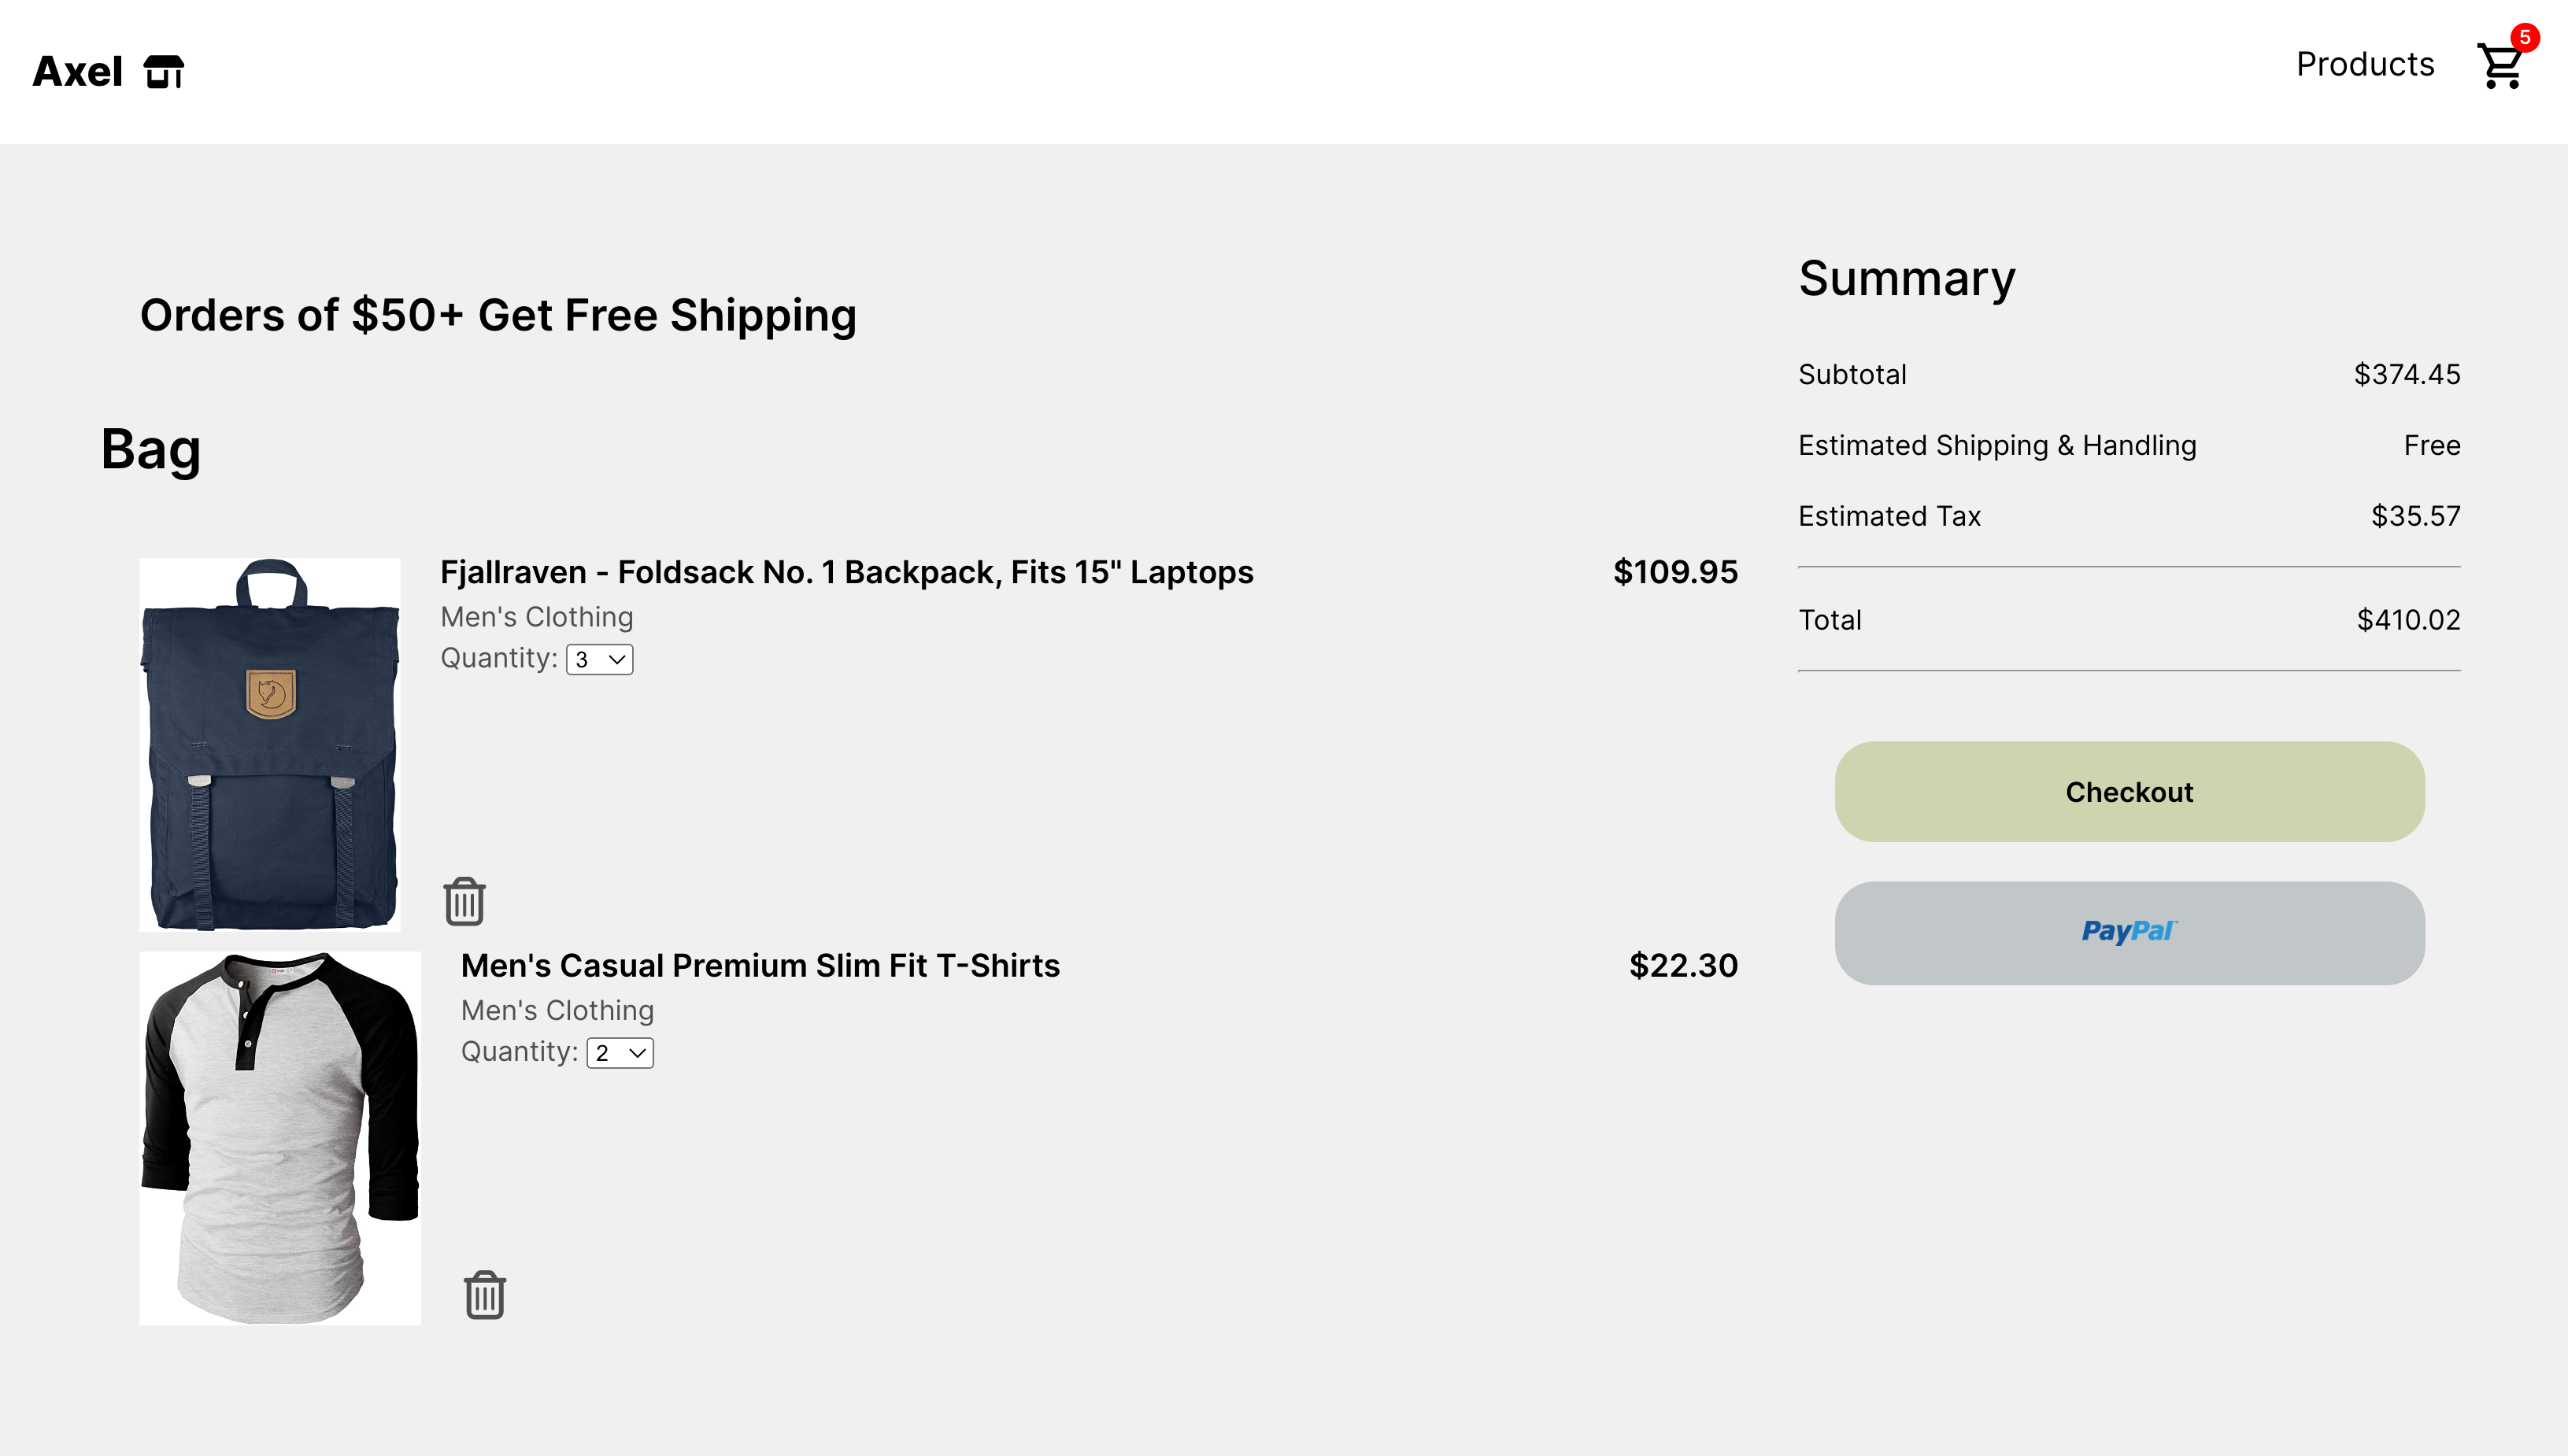 Axel
Products
5
Orders of $50+ Get Free Shipping
Bag
Fjallraven - Foldsack No. 1 Backpack, Fits 15" Laptops
$109.95
Men's Clothing
Quantity: 3
Men's Casual Premium Slim Fit T-Shirts
$22.30
Men's Clothing
Quantity: 2
Summary
Subtotal $374.45
Estimated Shipping & Handling Free
Estimated Tax $35.57
Total $410.02
Checkout
PayPal™